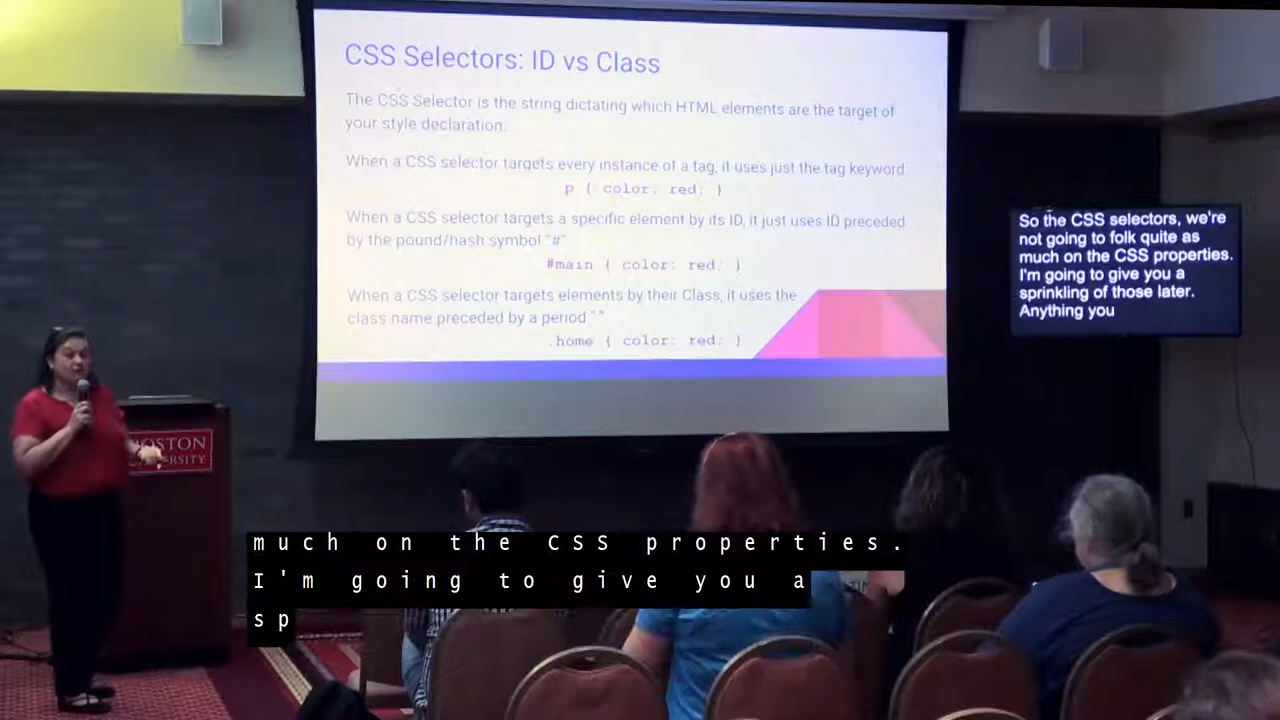 CSS Selectors: ID vs Class
The CSS Selector is the string dictating which HTML elements are the target of
your style declaration.
When a CSS selector targets every instance of a tag, it uses just the tag keyword
p { color: red; }
When a CSS selector targets a specific element by its ID, it just uses ID preceded
by the pound/hash symbol "#"
#main { color: red; }
When a CSS selector targets elements by their Class, it uses the
class name preceded by a period "."
.home { color: red; }
So the CSS selectors, we're
not going to folk quite as
much on the CSS properties.
I'm going to give you a
sprinkling of those later.
Anything you
BOSTON
UNIVERSITY
much on the CSS properties.
I'm going to give you a
sp